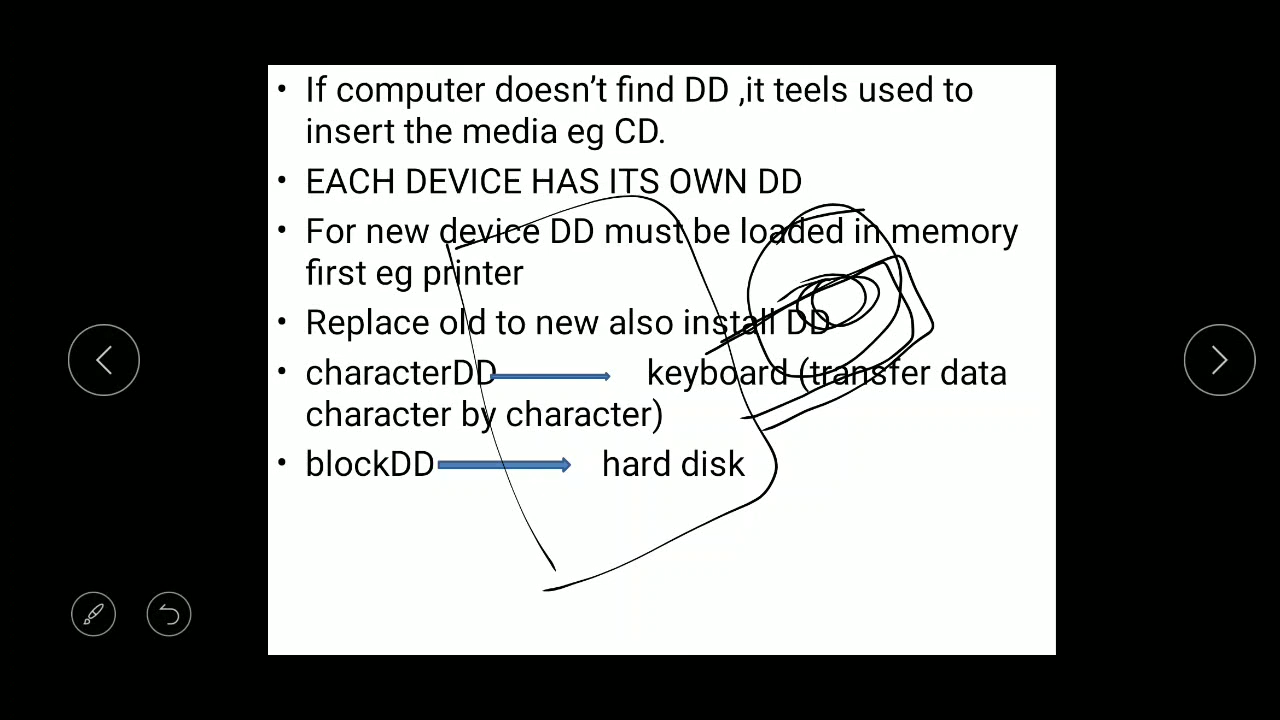 • If computer doesn’t find DD ,it teels used to
insert the media eg CD.
• EACH DEVICE HAS ITS OWN DD
• For new device DD must be loaded in memory
first eg printer
• Replace old to new also install DD
• characterDD keyboard (transfer data
character by character)
• blockDD hard disk